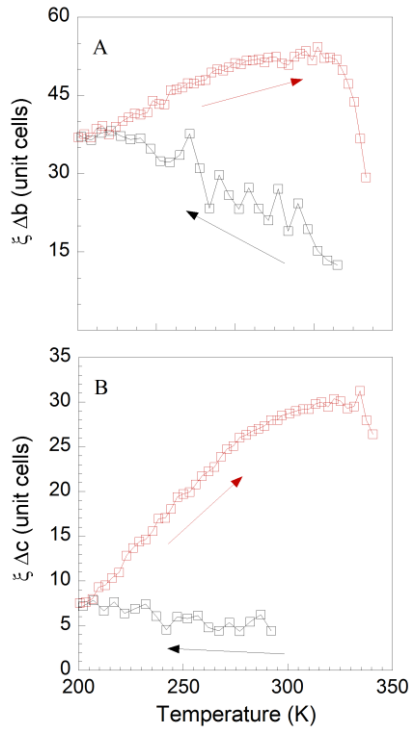 A
60
45
30
15
ξ Δb (unit cells)
B
35
30
25
20
15
10
5
0
ξ Δc (unit cells)
200 250 300 350
Temperature (K)